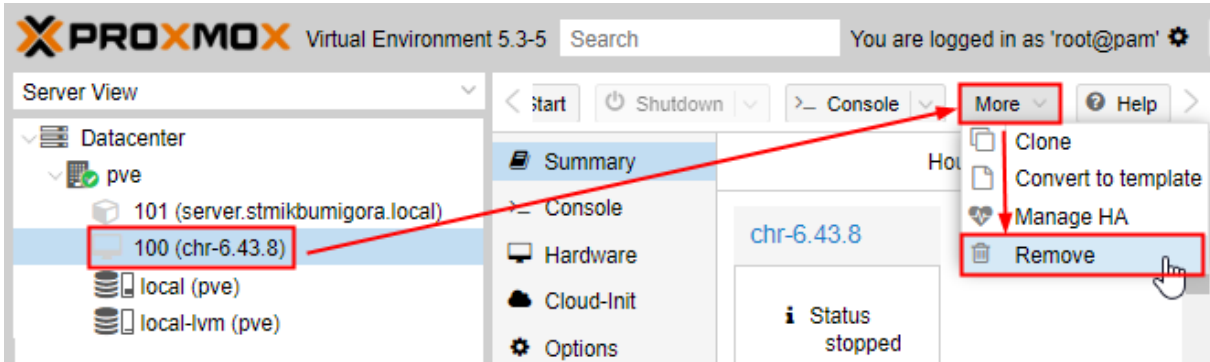 PROXMOX Virtual Environment 5.3-5 Search You are logged in as 'root@pam'
Server View
Start Shutdown Console More Help
Datacenter
pve
101 (server.stmikbumigora.local)
100 (chr-6.43.8)
local (pve)
local-lvm (pve)
Summary
Console
Hardware
Cloud-Init
Options
Clone
Convert to template
Manage HA
Remove
chr-6.43.8
Status
stopped